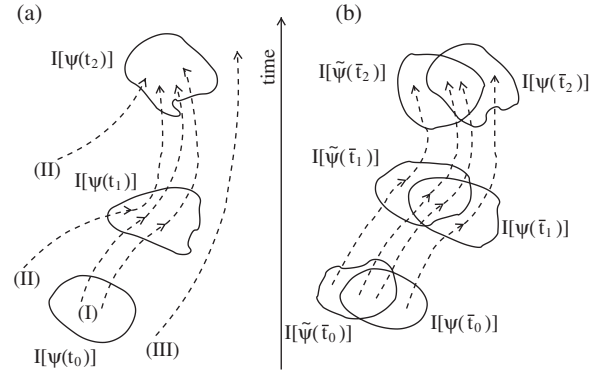 (a)
I[ψ(t₂)]
(II)
I[ψ(t₁)]
(II)
(I)
(III)
I[ψ(t₀)]
time
(b)
I[ψ̃(t̄₂)]
I[ψ(t̄₂)]
I[ψ̃(t̄₁)]
I[ψ(t̄₁)]
I[ψ̃(t̄₀)]
I[ψ(t̄₀)]